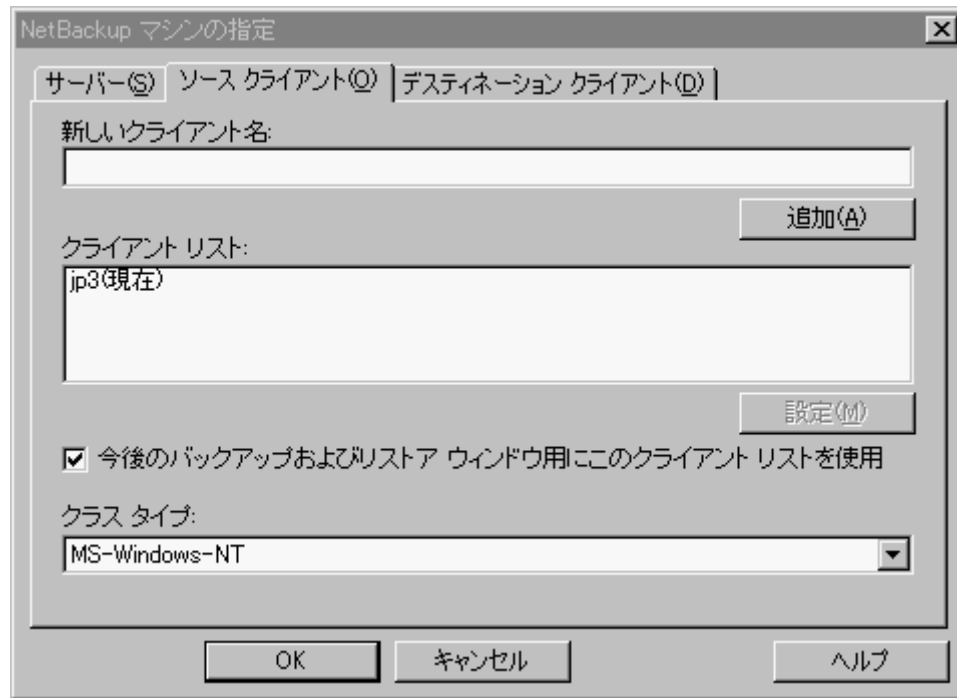 NetBackup マシンの指定
サーバー(S) ソース クライアント(O) デスティネーション クライアント(D)
新しいクライアント名:
追加(A)
クライアント リスト:
jp3(現在)
設定(M)
今後のバックアップおよびリストア ウィンドウ用にこのクライアント リストを使用
クラス タイプ:
MS-Windows-NT
OK キャンセル ヘルプ